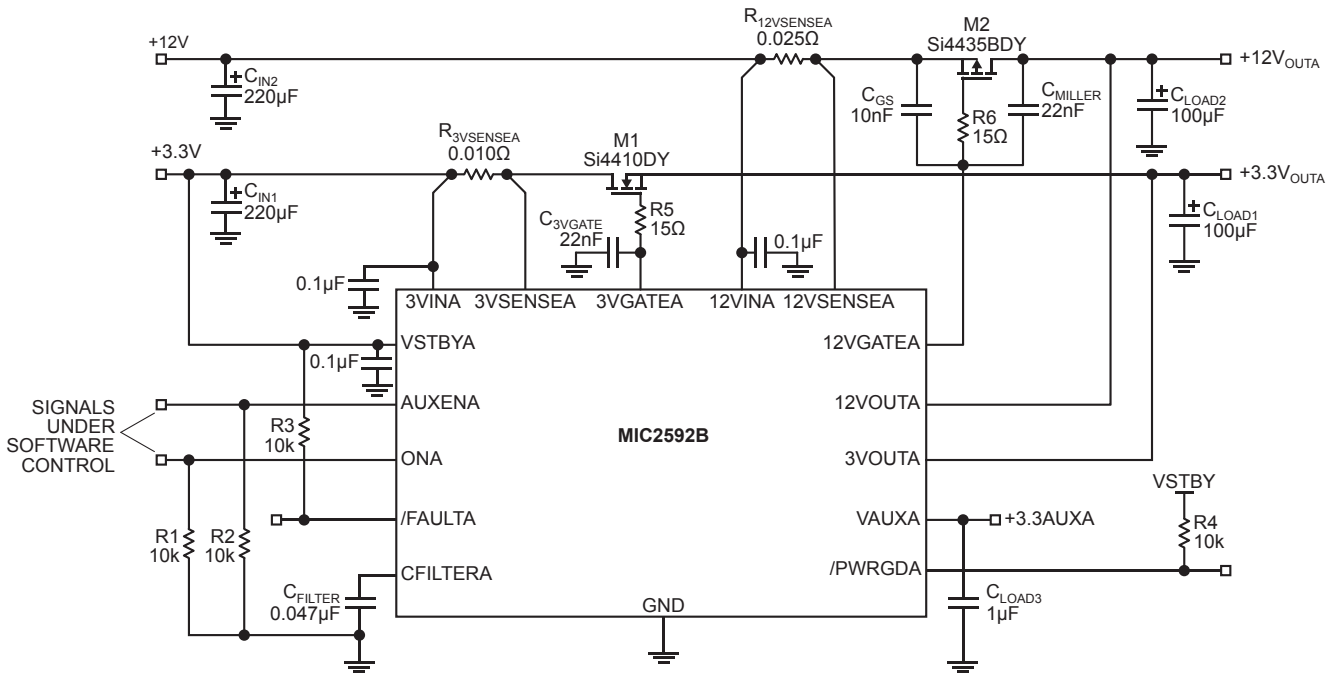 R12VSENSEA
0.025Ω
M2
Si4435BDY
+12V
+12VOUTA
CIN2
220µF
CGS
10nF
R6
15Ω
CMILLER
22nF
CLOAD2
100µF
R3VSENSEA
0.010Ω
M1
Si4410DY
+3.3V
+3.3VOUTA
CIN1
220µF
C3VGATE
22nF
R5
15Ω
0.1µF
CLOAD1
100µF
0.1µF
3VINA 3VSENSEA 3VGATEA 12VINA 12VSENSEA
VSTBYA
12VGATEA
0.1µF
SIGNALS
UNDER
SOFTWARE
CONTROL
AUXENA
12VOUTA
R3
10k
MIC2592B
ONA
3VOUTA
VSTBY
/FAULTA
VAUXA
+3.3AUXA
R4
10k
R1
10k
R2
10k
CFILTERA
/PWRGDA
CFILTER
0.047µF
GND
CLOAD3
1µF